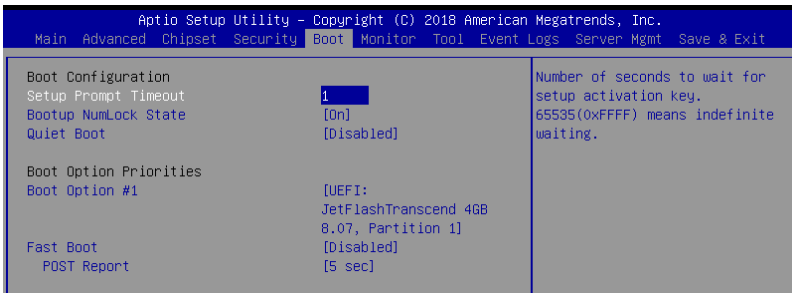 Aptio Setup Utility – Copyright (C) 2018 American Megatrends, Inc.
Main Advanced Chipset Security Boot Monitor Tool Event Logs Server Mgmt Save & Exit
Boot Configuration
Setup Prompt Timeout 1
Bootup NumLock State [On]
Quiet Boot [Disabled]
Boot Option Priorities
Boot Option #1 [UEFI:
JetFlashTranscend 4GB
8.07, Partition 1]
Fast Boot [Disabled]
POST Report [5 sec]
Number of seconds to wait for
setup activation key.
65535(0xFFFF) means indefinite
waiting.